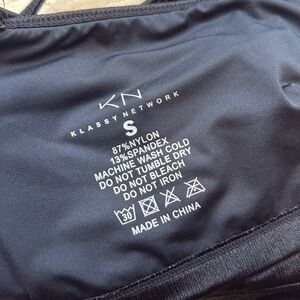 KN
KLASSY NETWORK
S
87%NYLON
13%SPANDEX
MACHINE WASH COLD
DO NOT TUMBLE DRY
DO NOT BLEACH
DO NOT IRON
30
MADE IN CHINA